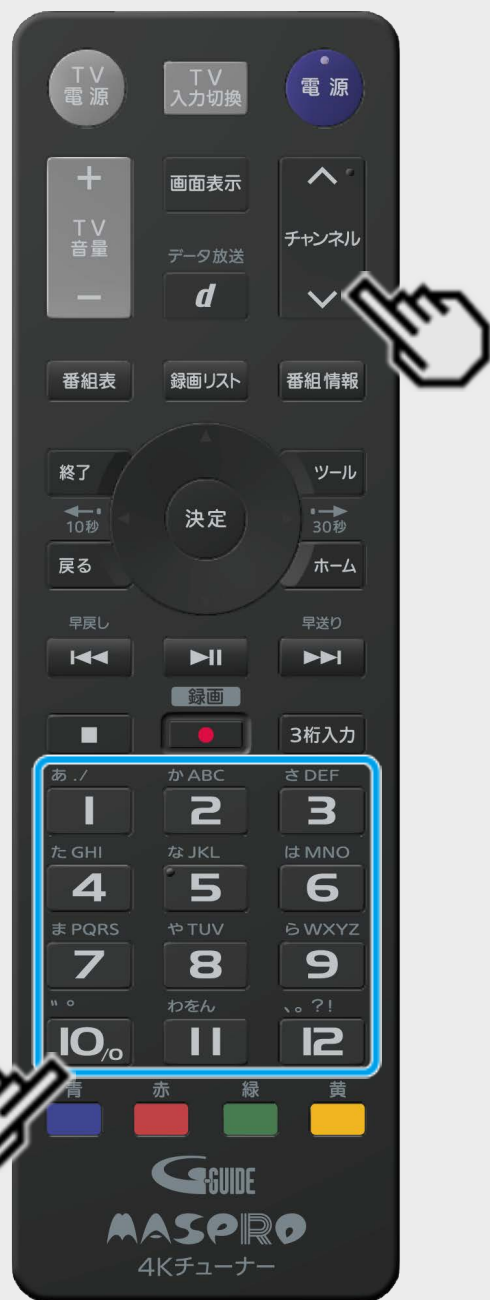 TV
電源
TV
入力切換
電源
+
TV
音量
−
画面表示
データ放送
d
チャンネル
番組表
録画リスト
番組情報
終了
ツール
10秒
決定
30秒
戻る
ホーム
早戻し
早送り
録画
3桁入力
あ./
かABC
さDEF
1
2
3
たGHI
なJKL
はMNO
4
5
6
まPQRS
やTUV
らWXYZ
7
8
9
゛゜
わをん
、。?!
10/0
11
12
青
赤
緑
黄
G-GUIDE
MASPRO
4Kチューナー